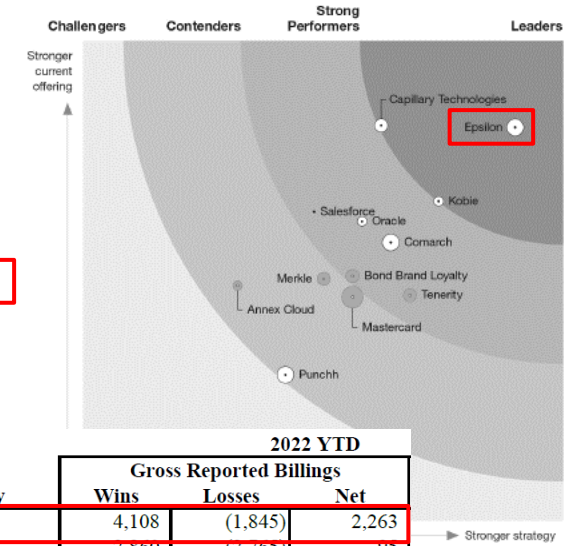 Challengers Contenders Strong Performers Leaders
Stronger
current
offering
Capillary Technologies
Epsilon
Kobie
Salesforce
Oracle
Comarch
Merkle
Bond Brand Loyalty
Tenerity
Annex Cloud
Mastercard
Punchh
2022 YTD
Gross Reported Billings
Wins Losses Net
4,108 (1,845) 2,263
Stronger strategy